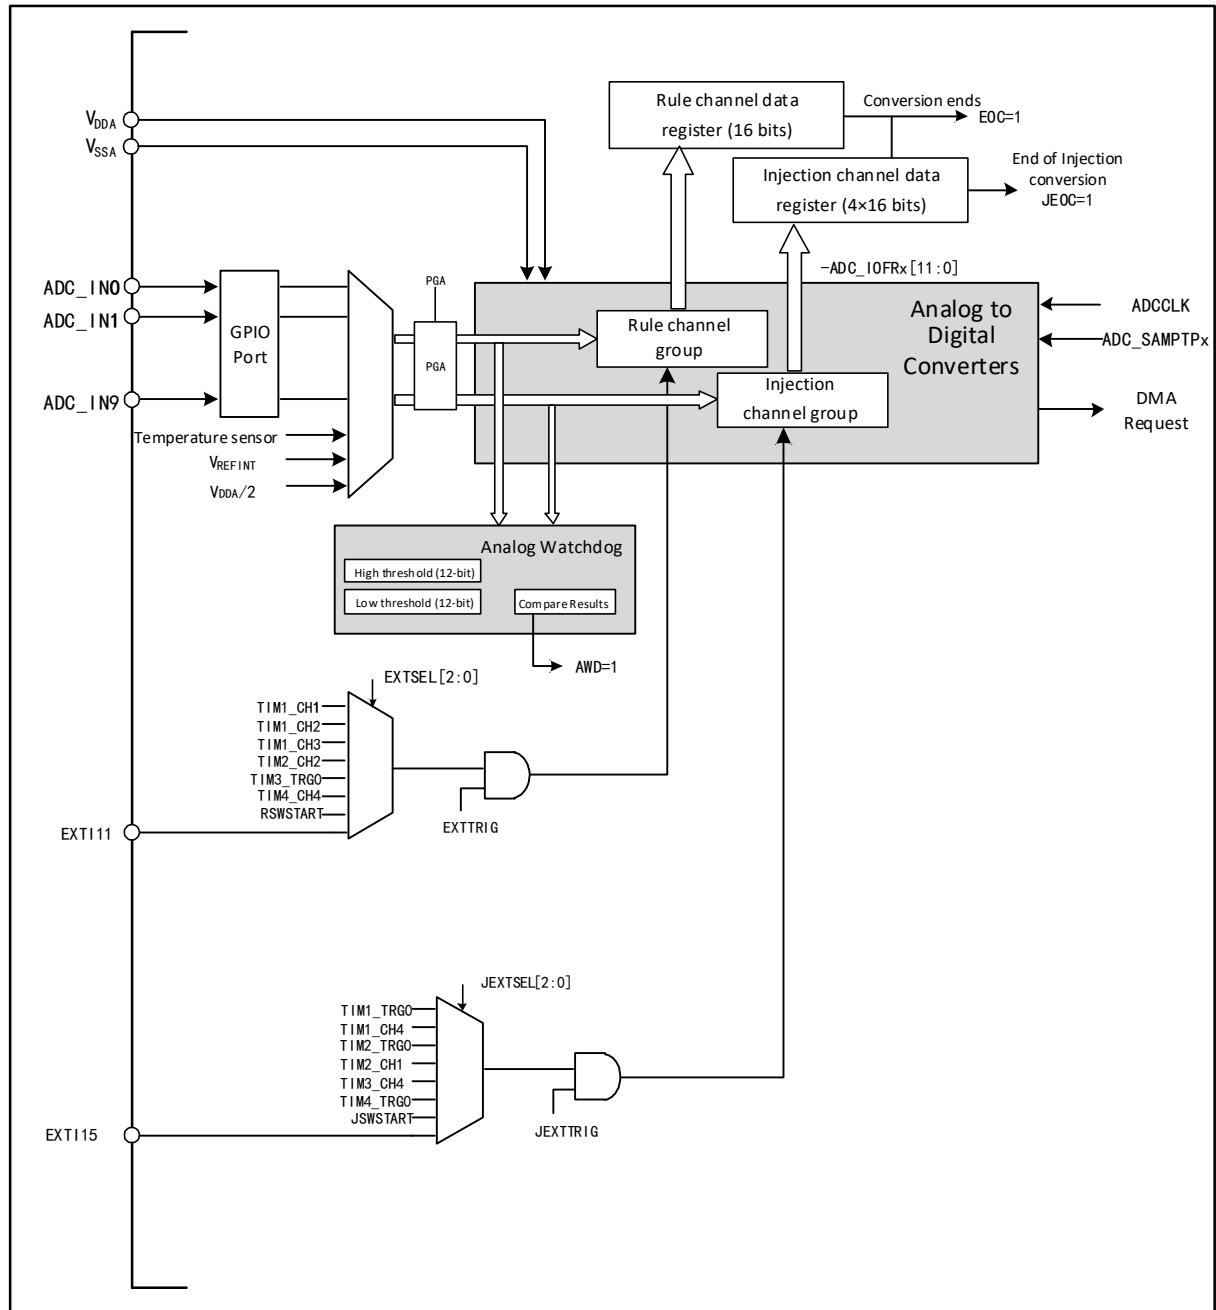 Rule channel data
register (16 bits)
Conversion ends
EOC=1
VDDA
VSSA
Injection channel data
register (4×16 bits)
End of Injection
conversion
JEOC=1
-ADC_IOFRx[11:0]
ADC_IN0
ADC_IN1
ADC_IN9
GPIO
Port
PGA
PGA
Rule channel
group
Injection
channel group
Analog to
Digital
Converters
ADCCLK
ADC_SAMPTPx
DMA
Request
Temperature sensor
VREFINT
VDDA/2
Analog Watchdog
High threshold (12-bit)
Low threshold (12-bit)
Compare Results
AWD=1
EXTSEL[2:0]
TIM1_CH1
TIM1_CH2
TIM1_CH3
TIM2_CH2
TIM3_TRGO
TIM4_CH4
RSWSTART
EXTI11
EXTTRIG
JEXTSEL[2:0]
TIM1_TRGO
TIM1_CH4
TIM2_TRGO
TIM2_CH1
TIM3_CH4
TIM4_TRGO
JSWSTART
EXTI15
JEXTTRIG